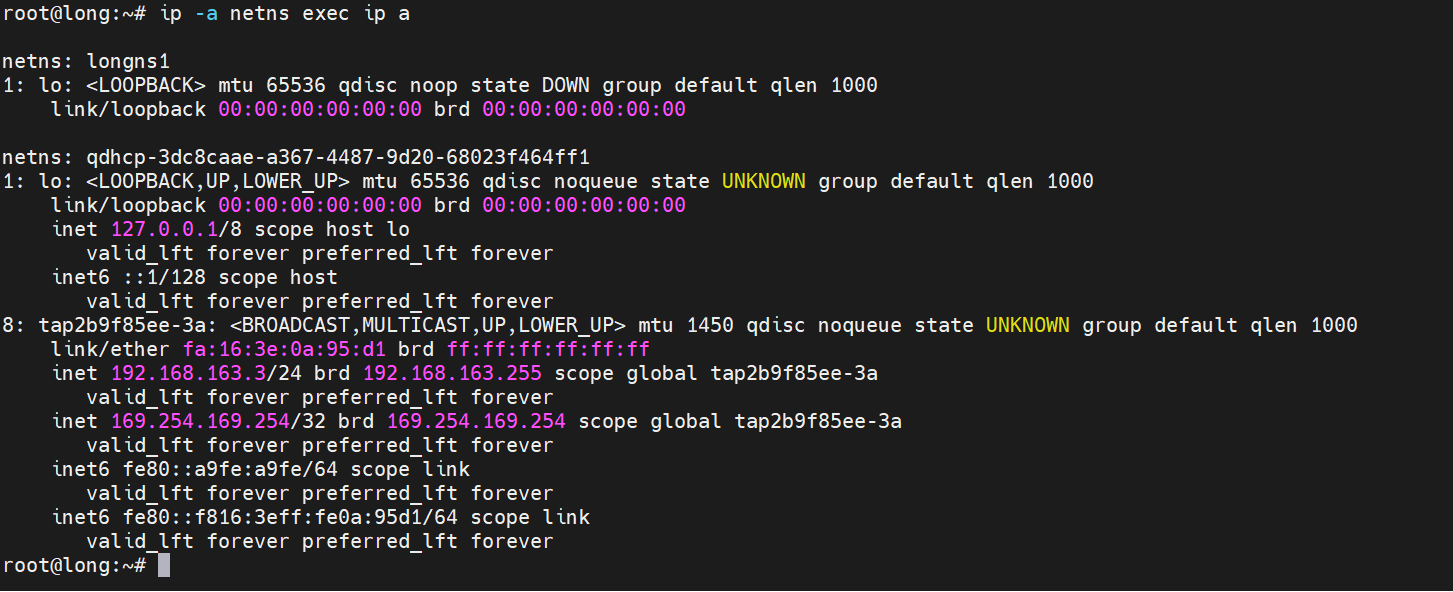 root@long:~# ip -a netns exec ip a
netns: longns1
1: lo: <LOOPBACK> mtu 65536 qdisc noop state DOWN group default qlen 1000
link/loopback 00:00:00:00:00:00 brd 00:00:00:00:00:00
netns: qdhcp-3dc8caae-a367-4487-9d20-68023f464ff1
1: lo: <LOOPBACK,UP,LOWER_UP> mtu 65536 qdisc noqueue state UNKNOWN group default qlen 1000
link/loopback 00:00:00:00:00:00 brd 00:00:00:00:00:00
inet 127.0.0.1/8 scope host lo
valid_lft forever preferred_lft forever
inet6 ::1/128 scope host
valid_lft forever preferred_lft forever
8: tap2b9f85ee-3a: <BROADCAST,MULTICAST,UP,LOWER_UP> mtu 1450 qdisc noqueue state UNKNOWN group default qlen 1000
link/ether fa:16:3e:0a:95:d1 brd ff:ff:ff:ff:ff:ff
inet 192.168.163.3/24 brd 192.168.163.255 scope global tap2b9f85ee-3a
valid_lft forever preferred_lft forever
inet 169.254.169.254/32 brd 169.254.169.254 scope global tap2b9f85ee-3a
valid_lft forever preferred_lft forever
inet6 fe80::a9fe:a9fe/64 scope link
valid_lft forever preferred_lft forever
inet6 fe80::f816:3eff:fe0a:95d1/64 scope link
valid_lft forever preferred_lft forever
root@long:~#